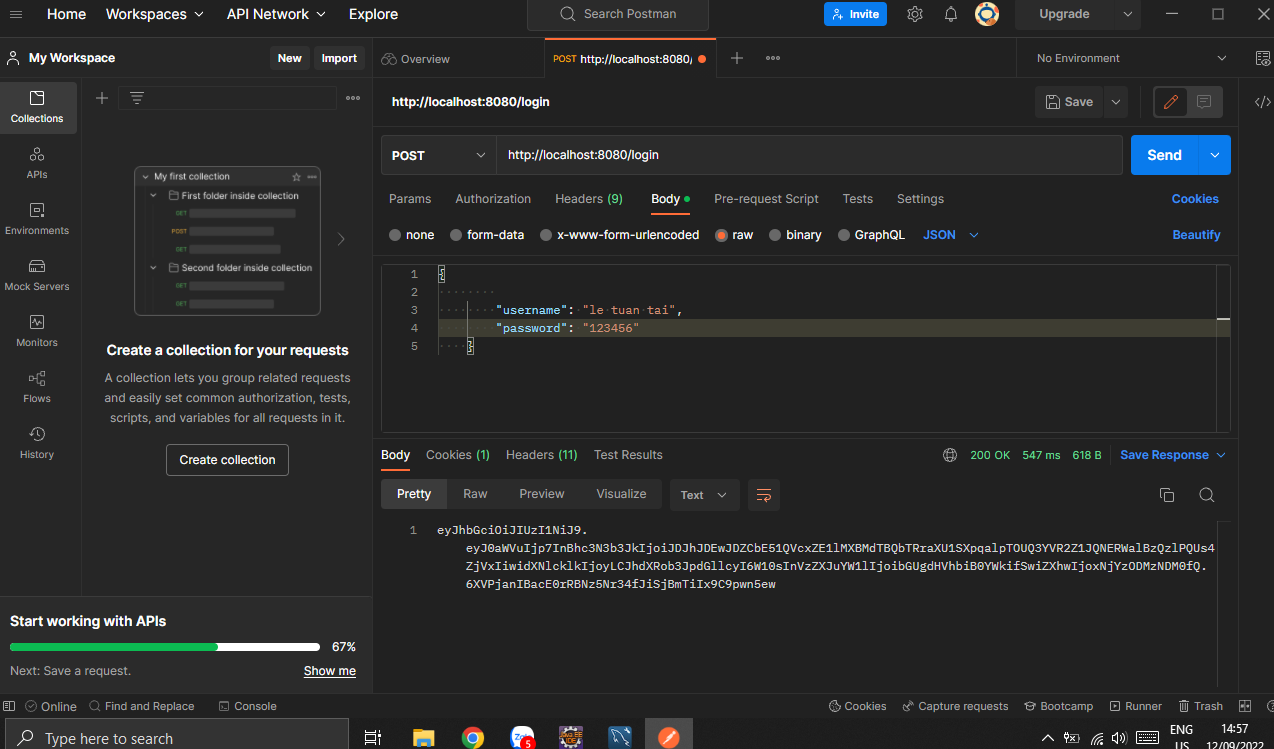 Home Workspaces API Network Explore Search Postman Invite Upgrade
My Workspace New Import Overview POST http://localhost:8080/ No Environment
Collections
APIs
Environments
Mock Servers
Monitors
Flows
History
My first collection
First folder inside collection
GET
POST
GET
Second folder inside collection
GET
GET
Create a collection for your requests
A collection lets you group related requests
and easily set common authorization, tests,
scripts, and variables for all requests in it.
Create collection
Start working with APIs
67%
Next: Save a request. Show me
http://localhost:8080/login Save
POST http://localhost:8080/login Send
Params Authorization Headers (9) Body Pre-request Script Tests Settings Cookies
none form-data x-www-form-urlencoded raw binary GraphQL JSON Beautify
1 {
2
3 "username": "le tuan tai",
4 "password": "123456"
5 }
Body Cookies (1) Headers (11) Test Results 200 OK 547 ms 618 B Save Response
Pretty Raw Preview Visualize Text
1 eyJhbGciOiJIUzI1NiJ9.
Online Find and Replace Console Cookies Capture requests Bootcamp Runner Trash
Type here to search 5 ENG 14:57
US 12/09/2022